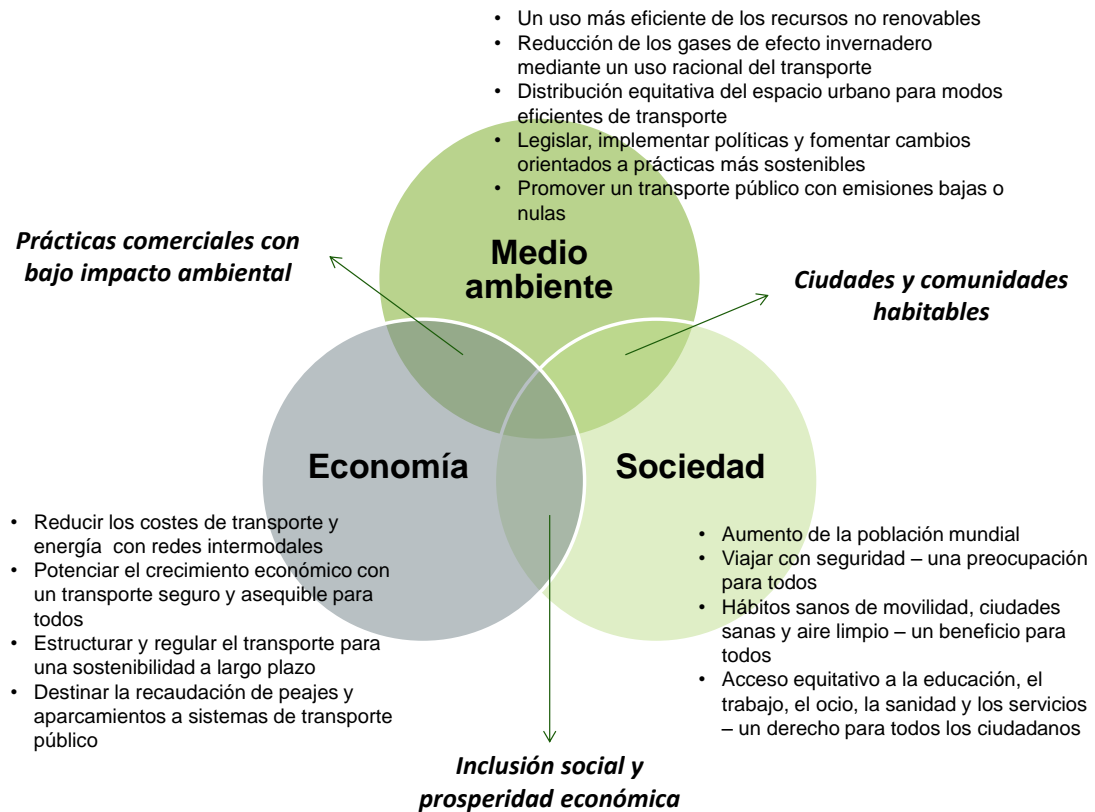 • Un uso más eficiente de los recursos no renovables
• Reducción de los gases de efecto invernadero
mediante un uso racional del transporte
• Distribución equitativa del espacio urbano para modos
eficientes de transporte
• Legislar, implementar políticas y fomentar cambios
orientados a prácticas más sostenibles
• Promover un transporte público con emisiones bajas o
nulas
Prácticas comerciales con
bajo impacto ambiental
Medio
ambiente
Ciudades y comunidades
habitables
Economía
Sociedad
• Reducir los costes de transporte y
energía  con redes intermodales
• Potenciar el crecimiento económico con
un transporte seguro y asequible para
todos
• Estructurar y regular el transporte para
una sostenibilidad a largo plazo
• Destinar la recaudación de peajes y
aparcamientos a sistemas de transporte
público
• Aumento de la población mundial
• Viajar con seguridad – una preocupación
para todos
• Hábitos sanos de movilidad, ciudades
sanas y aire limpio – un beneficio para
todos
• Acceso equitativo a la educación, el
trabajo, el ocio, la sanidad y los servicios
– un derecho para todos los ciudadanos
Inclusión social y
prosperidad económica